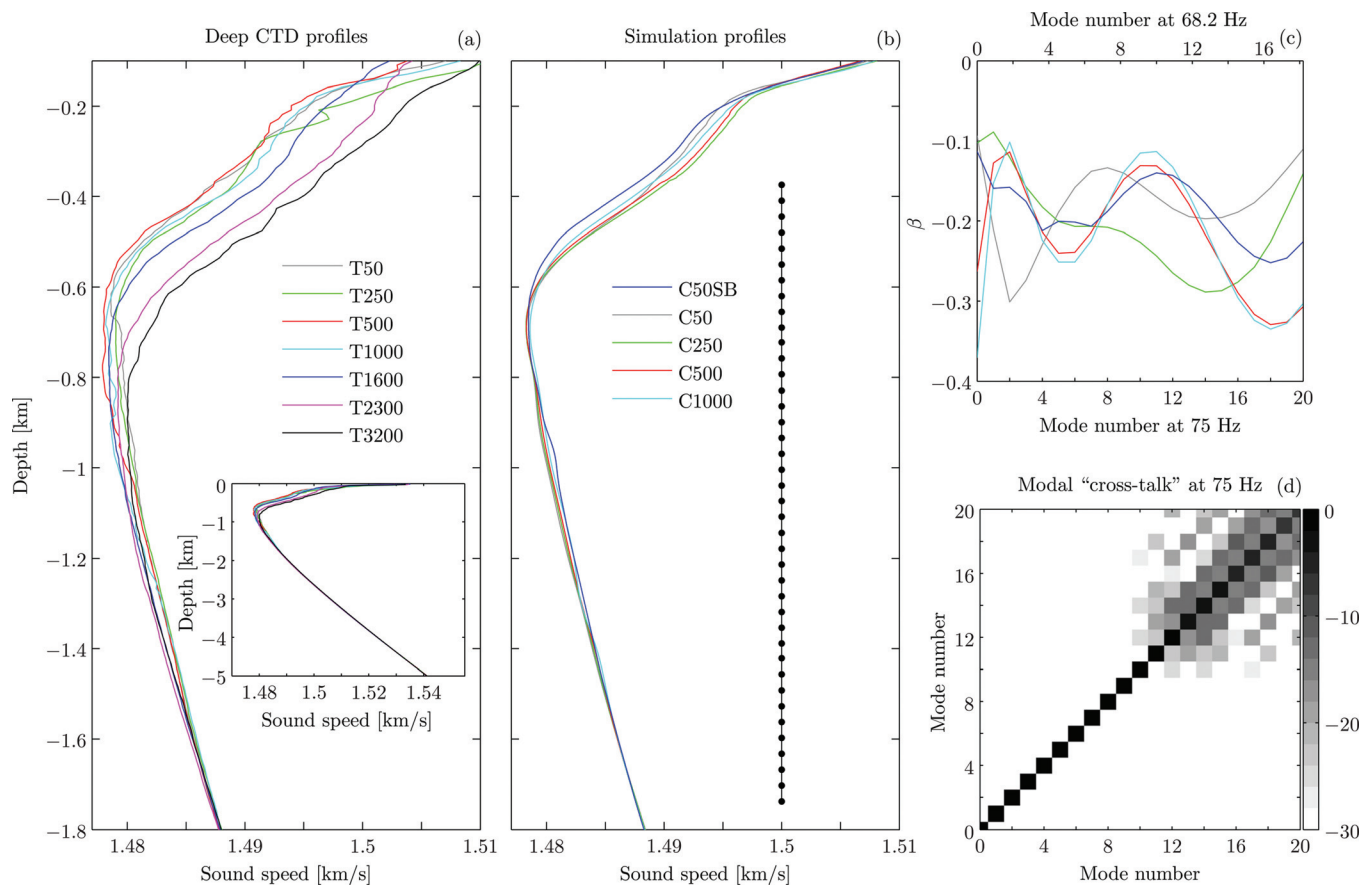 Deep CTD profiles
(a)
−0.2
−0.4
−0.6
−0.8
−1
−1.2
−1.4
−1.6
−1.8
Depth [km]
T50
T250
T500
T1000
T1600
T2300
T3200
0
−1
−2
−3
−4
−5
Depth [km]
1.48
1.5
1.52
1.54
Sound speed [km/s]
1.48
1.49
1.50
1.51
Sound speed [km/s]
Simulation profiles
(b)
C50SB
C50
C250
C500
C1000
1.48
1.49
1.5
1.51
Sound speed [km/s]
Mode number at 68.2 Hz
(c)
0
4
8
12
16
0
−0.1
−0.2
−0.3
−0.4
β
0
4
8
12
16
20
Mode number at 75 Hz
Modal “cross-talk” at 75 Hz
(d)
20
16
12
8
4
0
Mode number
0
−10
−20
−30
0
4
8
12
16
20
Mode number